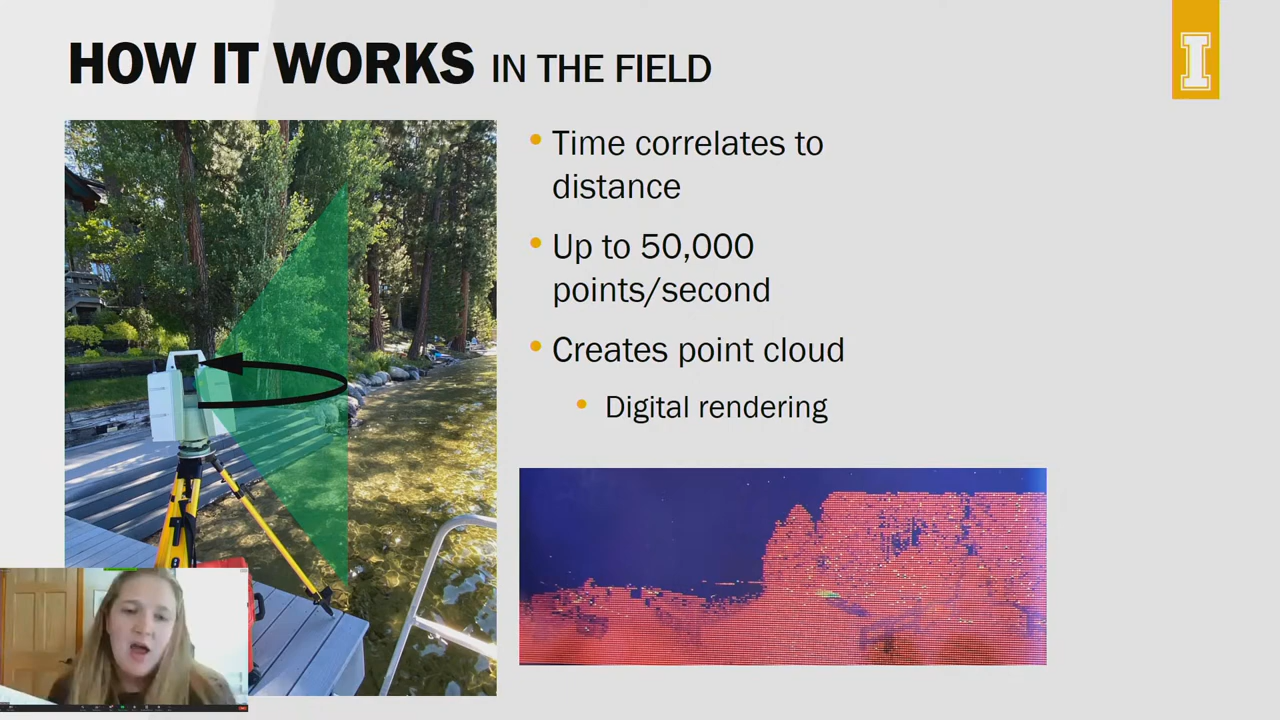 HOW IT WORKS IN THE FIELD
I
Time correlates to
distance
Up to 50,000
points/second
Creates point cloud
Digital rendering